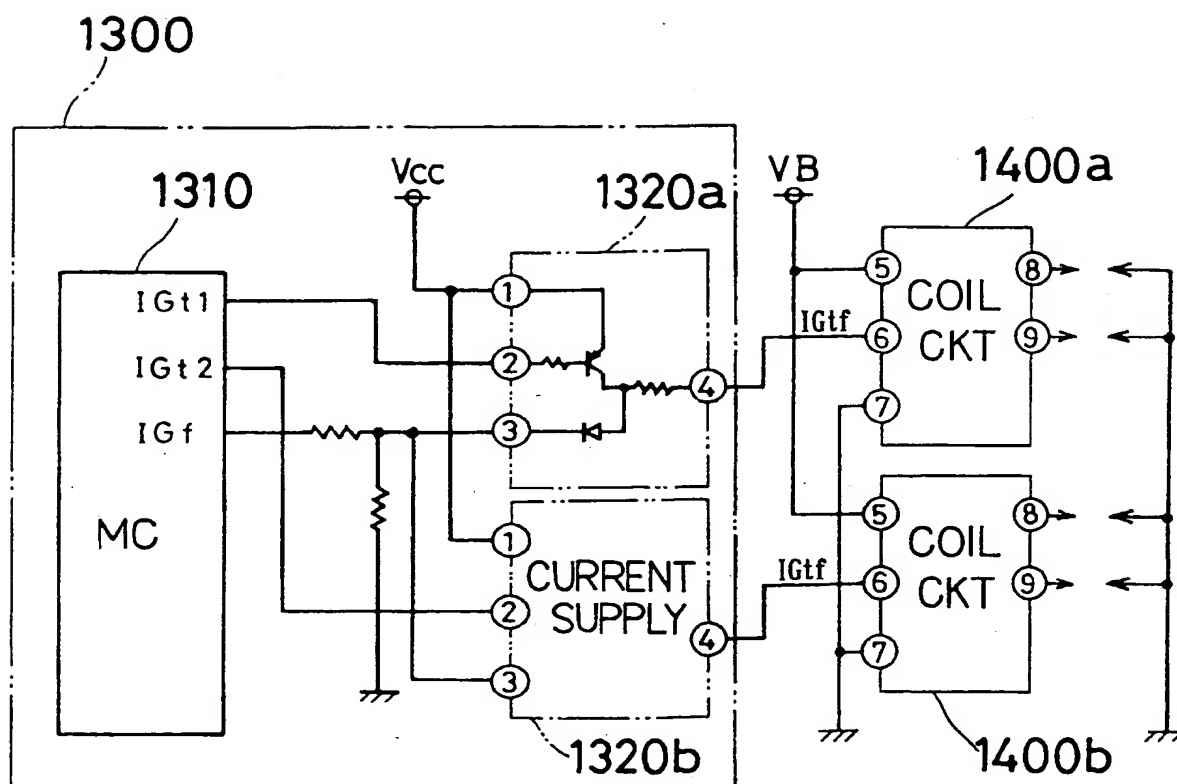 1300
1310
Vcc
1320a
VB
1400a
IGt1
IGt2
IGf
MC
1
2
3
4
IGtf
5
6
7
8
9
COIL
CKT
1
2
3
4
CURRENT
SUPPLY
IGtf
5
6
7
8
9
COIL
CKT
1320b
1400b